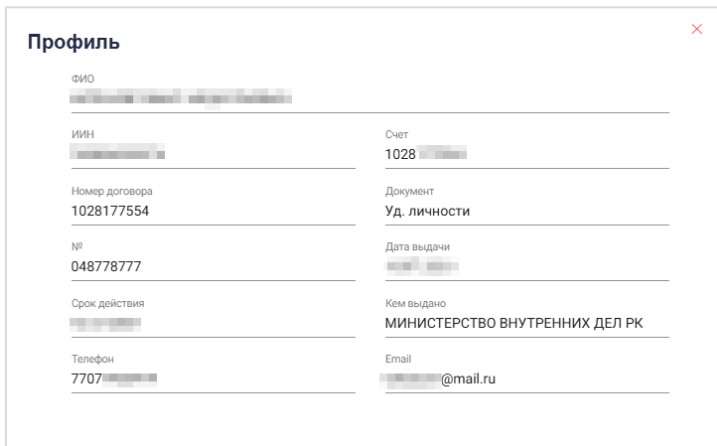 Профиль
ФИО
ИИН Счет
1028
Номер договора Документ
1028177554 Уд. личности
№ Дата выдачи
048778777
Срок действия Кем выдано
МИНИСТЕРСТВО ВНУТРЕННИХ ДЕЛ РК
Телефон Email
7707 @mail.ru